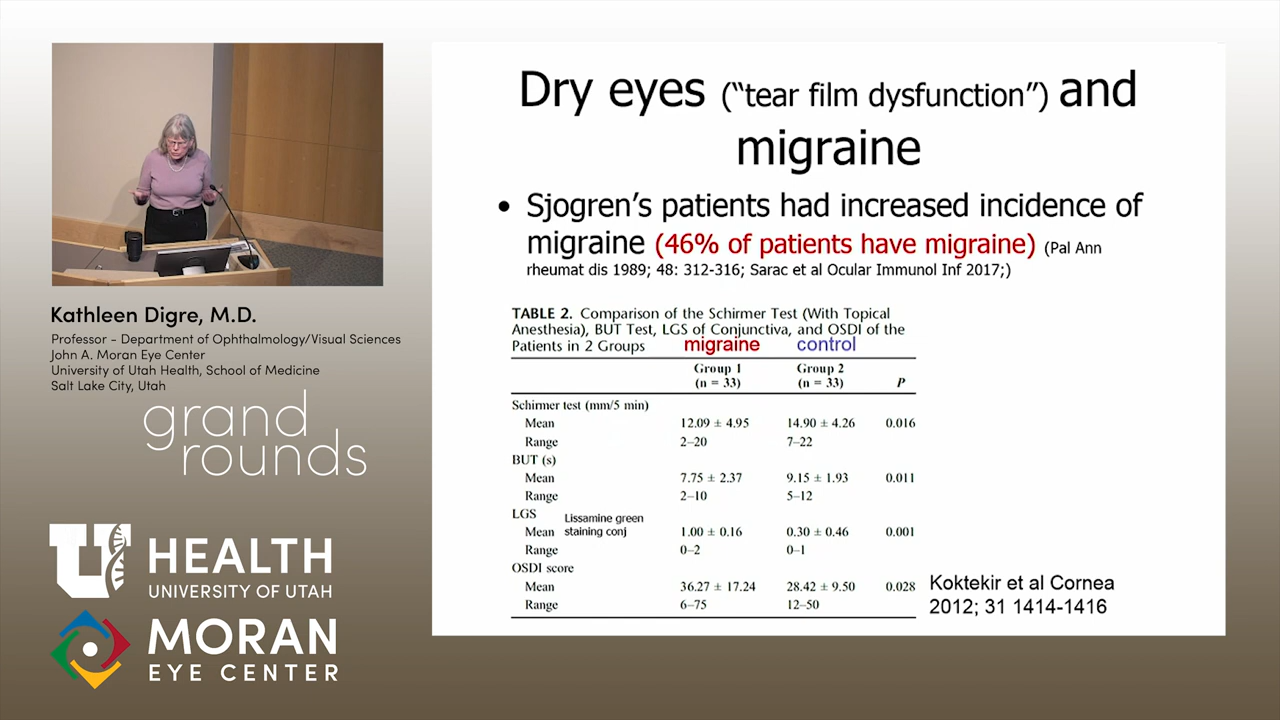 Dry eyes (“tear film dysfunction”) and
migraine
• Sjogren’s patients had increased incidence of
migraine (46% of patients have migraine) (Pal Ann
rheumat dis 1989; 48: 312-316; Sarac et al Ocular Immunol Inf 2017;)
TABLE 2. Comparison of the Schirmer Test (With Topical
Anesthesia), BUT Test, LGS of Conjunctiva, and OSDI of the
Patients in 2 Groups migraine control
Group 1 Group 2
(n = 33) (n = 33) P
Schirmer test (mm/5 min)
Mean 12.09 ± 4.95 14.90 ± 4.26 0.016
Range 2–20 7–22
BUT (s)
Mean 7.75 ± 2.37 9.15 ± 1.93 0.011
Range 2–10 5–12
LGS Lissamine green
Mean staining conj 1.00 ± 0.16 0.30 ± 0.46 0.001
Range 0–2 0–1
OSDI score
Mean 36.27 ± 17.24 28.42 ± 9.50 0.028
Range 6–75 12–50
Koktekir et al Cornea
2012; 31 1414-1416
Kathleen Digre, M.D.
Professor - Department of Ophthalmology/Visual Sciences
John A. Moran Eye Center
University of Utah Health, School of Medicine
Salt Lake City, Utah
grand
rounds
U HEALTH
UNIVERSITY OF UTAH
MORAN
EYE CENTER